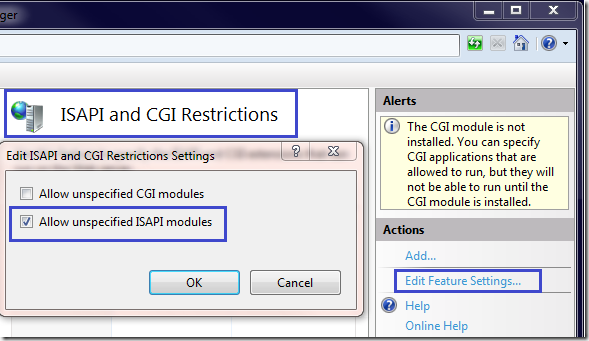 ger
ISAPI and CGI Restrictions
Edit ISAPI and CGI Restrictions Settings
Allow unspecified CGI modules
Allow unspecified ISAPI modules
OK
Cancel
Alerts
The CGI module is not
installed. You can specify
CGI applications that are
allowed to run, but they will
not be able to run until the
CGI module is installed.
Actions
Add...
Edit Feature Settings...
Help
Online Help